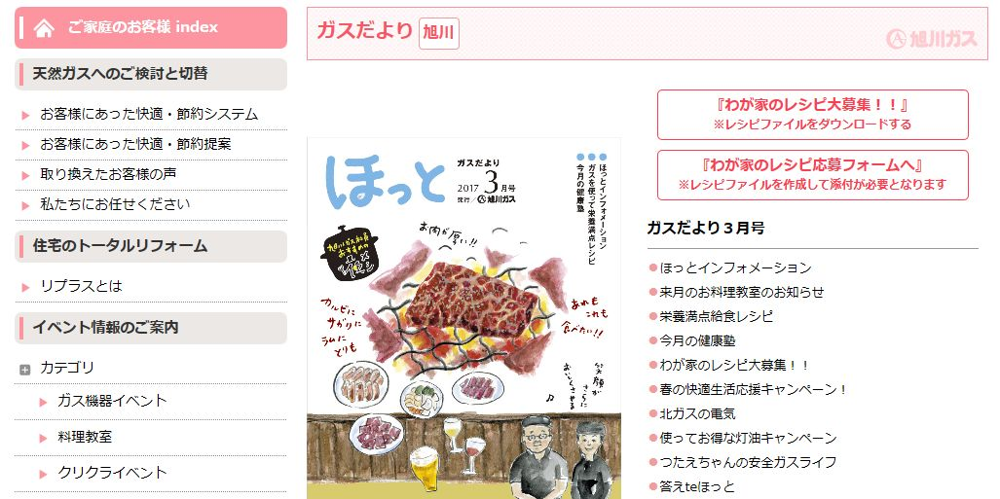 ご家庭のお客様 index
天然ガスへのご検討と切替
お客様にあった快適・節約システム
お客様にあった快適・節約提案
取り換えたお客様の声
私たちにお任せください
住宅のトータルリフォーム
リプラスとは
イベント情報のご案内
カテゴリ
ガス機器イベント
料理教室
クリクライベント
ガスだより 旭川
旭川ガス
ほっと
ガスだより
2017 3月号
発行/旭川ガス
ほっとインフォメーション
ガスを使って栄養満点レシピ
今月の健康塾
旭川ガス社員
おすすめの
イケメシ
お肉が厚い!!
カルビに
サガリに
ラムに
とりも
あれも
これも
食べたい!!
笑顔が
さらに
おいしくさせる
『わが家のレシピ大募集！！』
※レシピファイルをダウンロードする
『わが家のレシピ応募フォームへ』
※レシピファイルを作成して添付が必要となります
ガスだより３月号
ほっとインフォメーション
来月のお料理教室のお知らせ
栄養満点給食レシピ
今月の健康塾
わが家のレシピ大募集！！
春の快適生活応援キャンペーン！
北ガスの電気
使ってお得な灯油キャンペーン
つたえちゃんの安全ガスライフ
答えteほっと